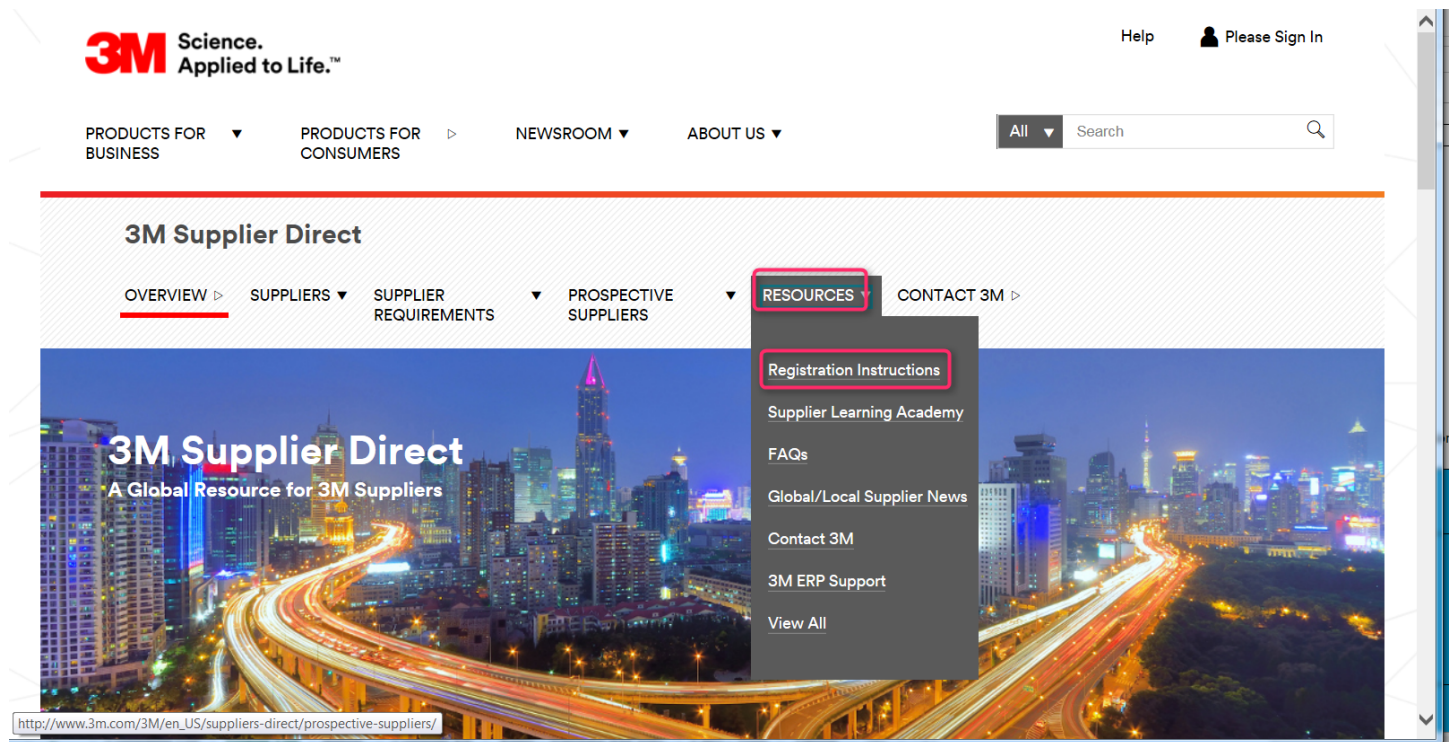 3M Science.
Applied to Life.™
Help Please Sign In
PRODUCTS FOR
BUSINESS
PRODUCTS FOR
CONSUMERS
NEWSROOM
ABOUT US
All Search
3M Supplier Direct
OVERVIEW
SUPPLIERS
SUPPLIER
REQUIREMENTS
PROSPECTIVE
SUPPLIERS
RESOURCES
CONTACT 3M
Registration Instructions
Supplier Learning Academy
FAQs
Global/Local Supplier News
Contact 3M
3M ERP Support
View All
3M Supplier Direct
A Global Resource for 3M Suppliers
http://www.3m.com/3M/en_US/suppliers-direct/prospective-suppliers/